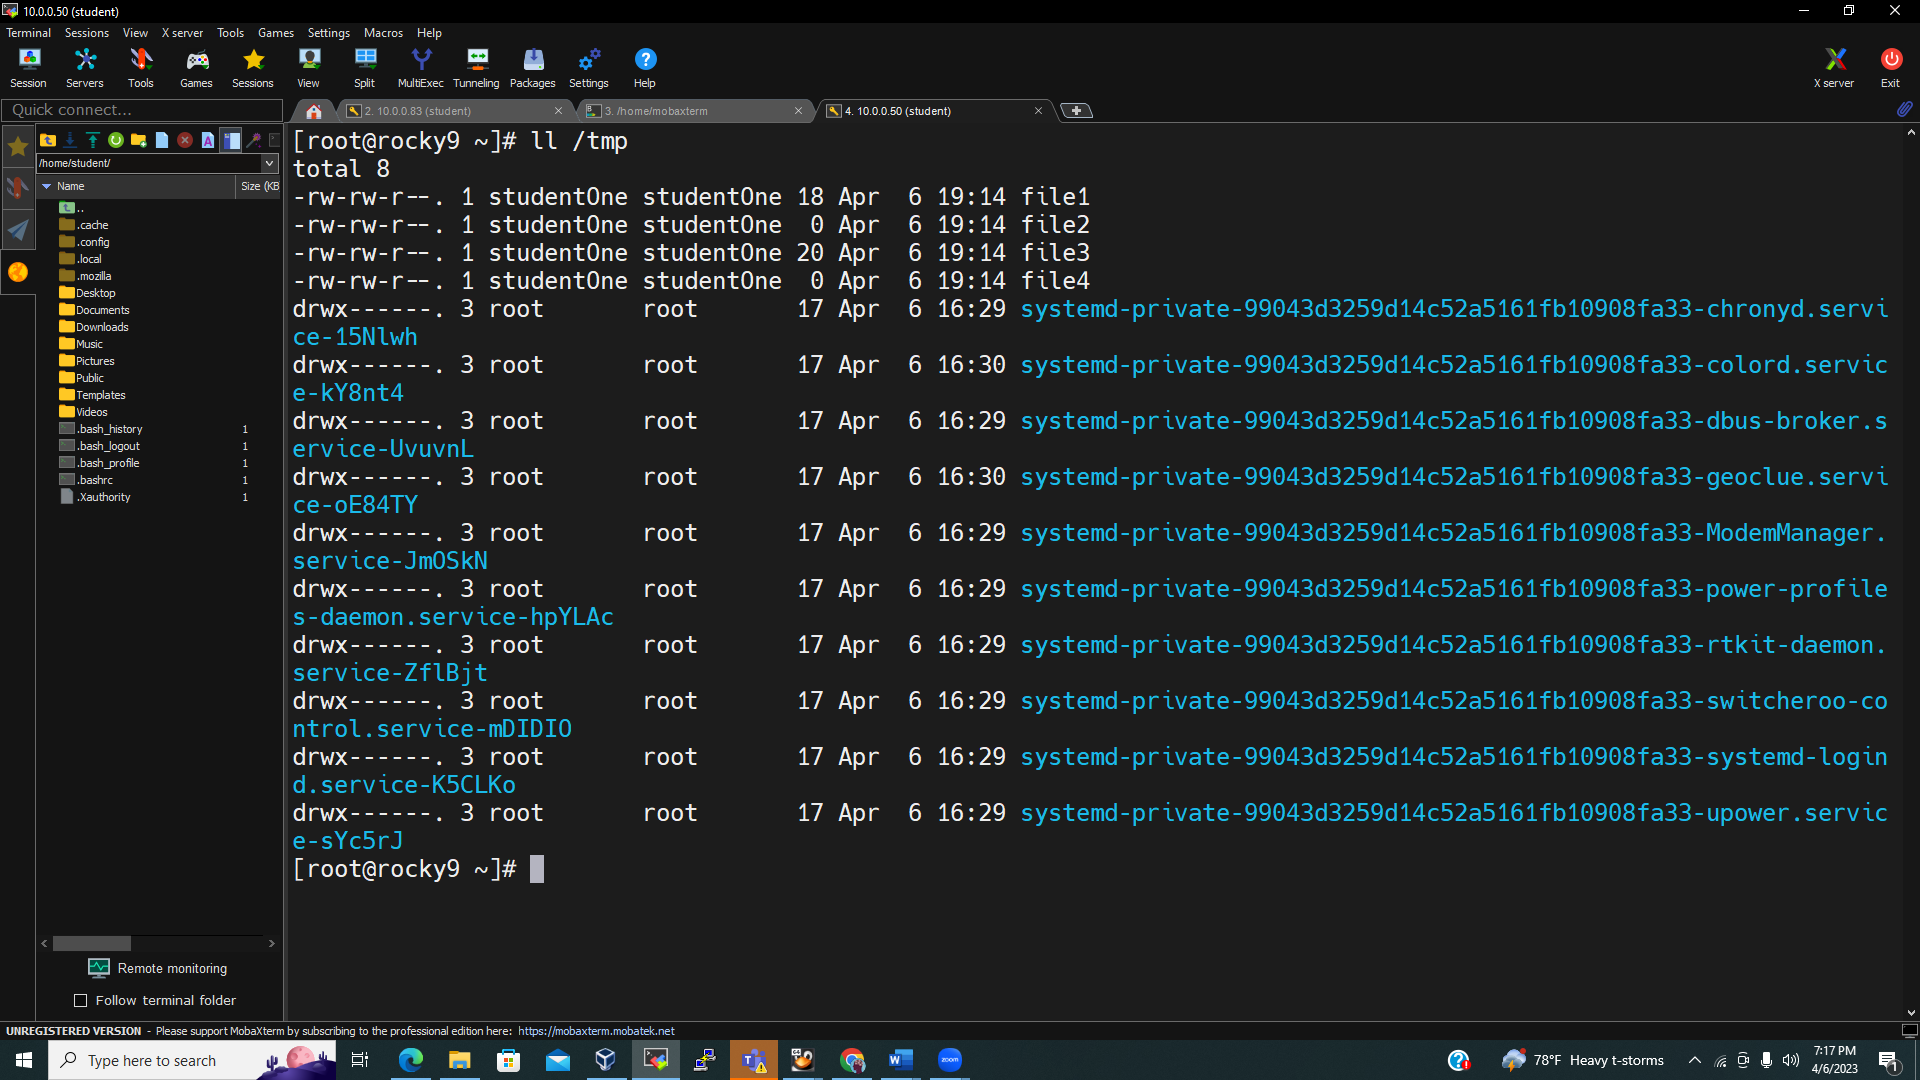 10.0.0.50 (student)
Terminal Sessions View X server Tools Games Settings Macros Help
Session Servers Tools Games Sessions View Split MultiExec Tunneling Packages Settings Help X server Exit
Quick connect...
2. 10.0.0.83 (student)
3. /home/mobaxterm
4. 10.0.0.50 (student)
/home/student/
Name Size (KB
..
.cache
.config
.local
.mozilla
Desktop
Documents
Downloads
Music
Pictures
Public
Templates
Videos
.bash_history 1
.bash_logout 1
.bash_profile 1
.bashrc 1
.Xauthority 1
Remote monitoring
Follow terminal folder
[root@rocky9 ~]# ll /tmp
total 8
-rw-rw-r--. 1 studentOne studentOne 18 Apr  6 19:14 file1
-rw-rw-r--. 1 studentOne studentOne  0 Apr  6 19:14 file2
-rw-rw-r--. 1 studentOne studentOne 20 Apr  6 19:14 file3
-rw-rw-r--. 1 studentOne studentOne  0 Apr  6 19:14 file4
drwx------. 3 root       root       17 Apr  6 16:29 systemd-private-99043d3259d14c52a5161fb10908fa33-chronyd.servi
ce-15Nlwh
drwx------. 3 root       root       17 Apr  6 16:30 systemd-private-99043d3259d14c52a5161fb10908fa33-colord.servic
e-kY8nt4
drwx------. 3 root       root       17 Apr  6 16:29 systemd-private-99043d3259d14c52a5161fb10908fa33-dbus-broker.s
ervice-UvuvnL
drwx------. 3 root       root       17 Apr  6 16:30 systemd-private-99043d3259d14c52a5161fb10908fa33-geoclue.servi
ce-oE84TY
drwx------. 3 root       root       17 Apr  6 16:29 systemd-private-99043d3259d14c52a5161fb10908fa33-ModemManager.
service-JmOSkN
drwx------. 3 root       root       17 Apr  6 16:29 systemd-private-99043d3259d14c52a5161fb10908fa33-power-profile
s-daemon.service-hpYLAc
drwx------. 3 root       root       17 Apr  6 16:29 systemd-private-99043d3259d14c52a5161fb10908fa33-rtkit-daemon.
service-ZflBjt
drwx------. 3 root       root       17 Apr  6 16:29 systemd-private-99043d3259d14c52a5161fb10908fa33-switcheroo-co
ntrol.service-mDIDIO
drwx------. 3 root       root       17 Apr  6 16:29 systemd-private-99043d3259d14c52a5161fb10908fa33-systemd-login
d.service-K5CLKo
drwx------. 3 root       root       17 Apr  6 16:29 systemd-private-99043d3259d14c52a5161fb10908fa33-upower.servic
e-sYc5rJ
[root@rocky9 ~]#
UNREGISTERED VERSION - Please support MobaXterm by subscribing to the professional edition here: https://mobaxterm.mobatek.net
Type here to search
zoom
78°F Heavy t-storms
7:17 PM
4/6/2023
1